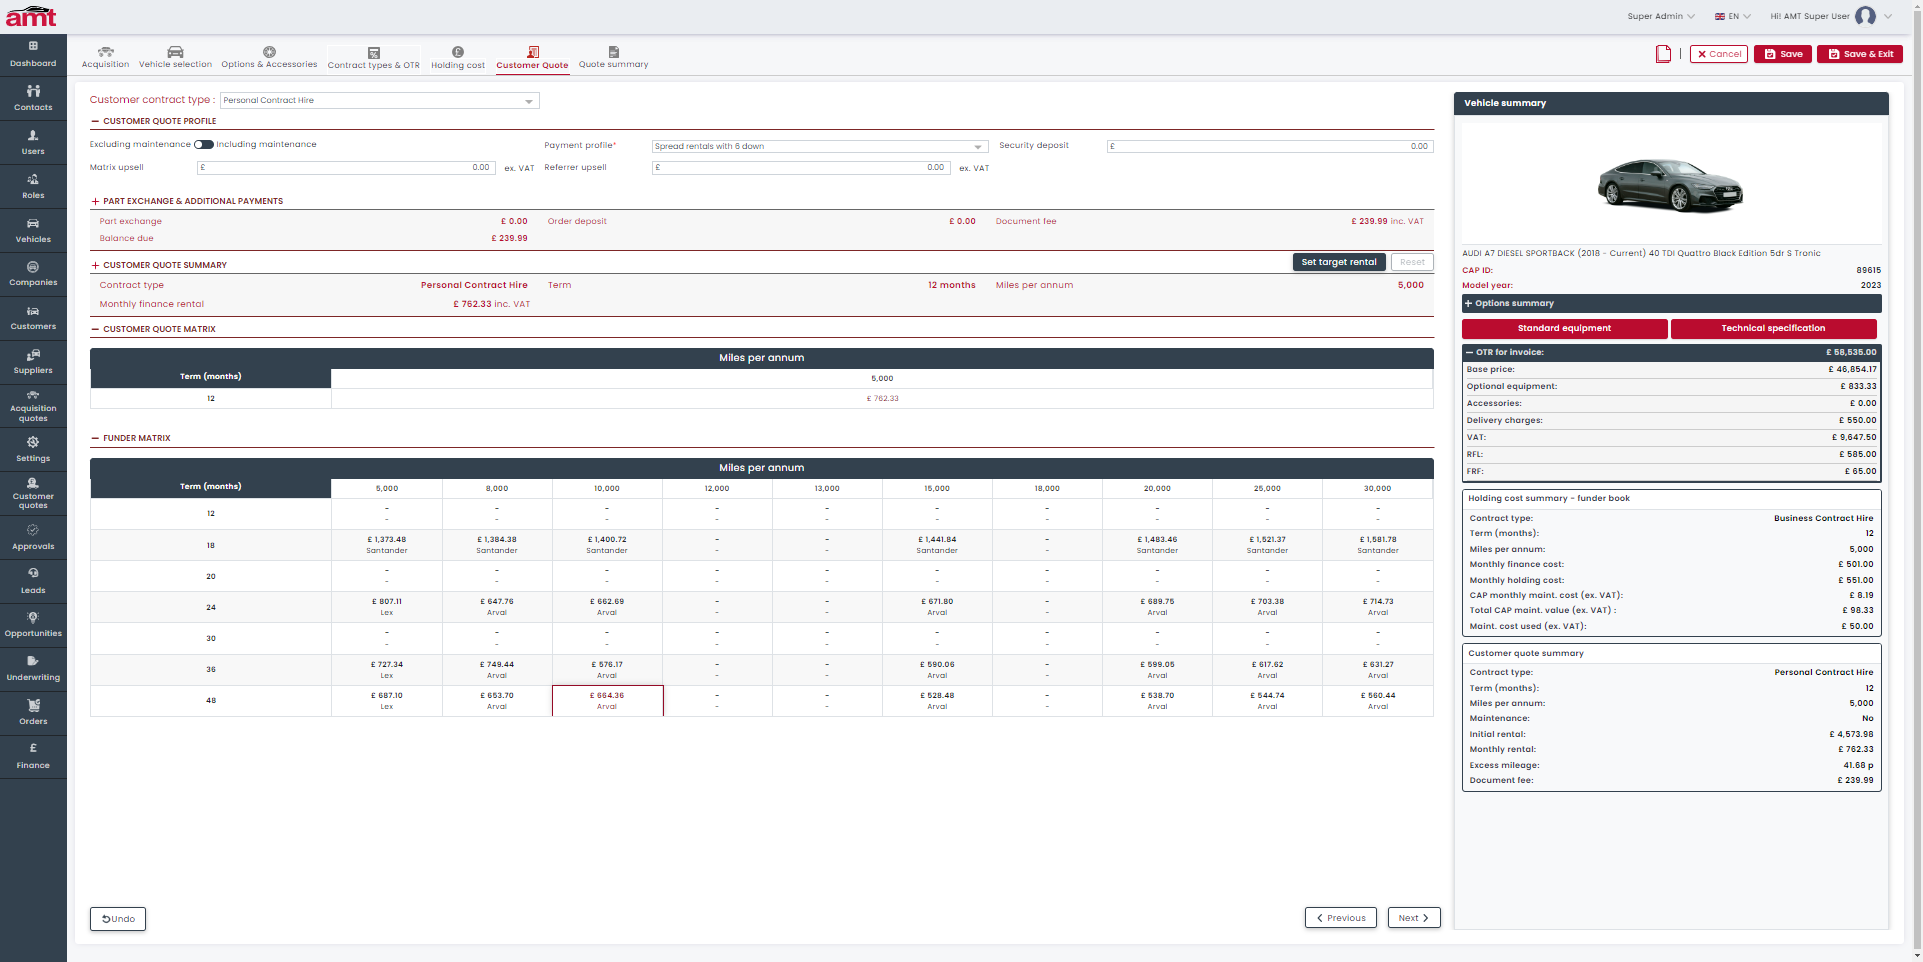 amt
Super Admin
EN
Hi! AMT Super User
Dashboard
Contacts
Users
Roles
Vehicles
Companies
Customers
Suppliers
Acquisition
quotes
Settings
Customer
quotes
Approvals
Leads
Opportunities
Underwriting
Orders
£
Finance
Acquisition
Vehicle selection
Options & Accessories
Contract types & OTR
Holding cost
Customer Quote
Quote summary
Cancel
Save
Save & Exit
Customer contract type : Personal Contract Hire
CUSTOMER QUOTE PROFILE
Excluding maintenance Including maintenance
Payment profile* Spread rentals with 6 down
Security deposit £ 0.00
Matrix upsell £ 0.00 ex. VAT
Referrer upsell £ 0.00 ex. VAT
+ PART EXCHANGE & ADDITIONAL PAYMENTS
Part exchange £ 0.00 Order deposit £ 0.00 Document fee £ 239.99 inc. VAT
Balance due £ 239.99
+ CUSTOMER QUOTE SUMMARY
Set target rental Reset
Contract type Personal Contract Hire Term 12 months Miles per annum 5,000
Monthly finance rental £ 762.33 inc. VAT
CUSTOMER QUOTE MATRIX
Miles per annum
Term (months) 5,000
12 £ 762.33
FUNDER MATRIX
Miles per annum
Term (months) 5,000 8,000 10,000 12,000 13,000 15,000 18,000 20,000 25,000 30,000
12 - - - - - - - - - -
- - - - - - - - - -
18 £ 1,373.48 £ 1,384.38 £ 1,400.72 - - £ 1,441.84 - £ 1,483.46 £ 1,521.37 £ 1,581.78
Santander Santander Santander - - Santander - Santander Santander Santander
20 - - - - - - - - - -
- - - - - - - - - -
24 £ 807.11 £ 647.76 £ 662.69 - - £ 671.80 - £ 689.75 £ 703.38 £ 714.73
Lex Arval Arval - - Arval - Arval Arval Arval
30 - - - - - - - - - -
- - - - - - - - - -
36 £ 727.34 £ 749.44 £ 576.17 - - £ 590.06 - £ 599.05 £ 617.62 £ 631.27
Lex Arval Arval - - Arval - Arval Arval Arval
48 £ 687.10 £ 653.70 £ 664.36 - - £ 528.48 - £ 538.70 £ 544.74 £ 560.44
Lex Arval Arval - - Arval - Arval Arval Arval
Undo
Previous
Next
Vehicle summary
AUDI A7 DIESEL SPORTBACK (2018 - Current) 40 TDI Quattro Black Edition 5dr S Tronic
CAP ID: 89615
Model year: 2023
+ Options summary
Standard equipment Technical specification
OTR for invoice: £ 58,535.00
Base price: £ 46,854.17
Optional equipment: £ 833.33
Accessories: £ 0.00
Delivery charges: £ 550.00
VAT: £ 9,647.50
RFL: £ 585.00
FRF: £ 65.00
Holding cost summary - funder book
Contract type: Business Contract Hire
Term (months): 12
Miles per annum: 5,000
Monthly finance cost: £ 501.00
Monthly holding cost: £ 551.00
CAP monthly maint. cost (ex. VAT): £ 8.19
Total CAP maint. value (ex. VAT) : £ 98.33
Maint. cost used (ex. VAT): £ 50.00
Customer quote summary
Contract type: Personal Contract Hire
Term (months): 12
Miles per annum: 5,000
Maintenance: No
Initial rental: £ 4,573.98
Monthly rental: £ 762.33
Excess mileage: 41.68 p
Document fee: £ 239.99